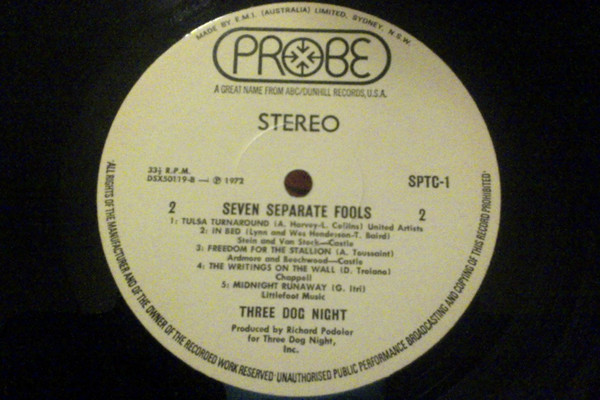 MADE BY E.M.I. (AUSTRALIA) LIMITED, SYDNEY, N.S.W.
PROBE
A GREAT NAME FROM ABC/DUNHILL RECORDS, U.S.A.
STEREO
33⅓ R.P.M.
DSX50119-B — ℗ 1972
SPTC-1
2 SEVEN SEPARATE FOOLS 2
1: TULSA TURNAROUND (A. Harvey-L. Collins) United Artists
2: IN BED (Lynn and Wes Henderson-T. Baird)
Stein and Van Stock—Castle
3: FREEDOM FOR THE STALLION (A. Toussaint)
Ardmore and Beechwood—Castle
4: THE WRITINGS ON THE WALL (D. Troiano)
Chappell
5: MIDNIGHT RUNAWAY (G. Itri)
Littlefoot Music
THREE DOG NIGHT
Produced by Richard Podolor
for Three Dog Night,
Inc.
ALL RIGHTS OF THE MANUFACTURER AND OF THE OWNER OF THE RECORDED WORK RESERVED·UNAUTHORISED PUBLIC PERFORMANCE BROADCASTING AND COPYING OF THIS RECORD PROHIBITED·